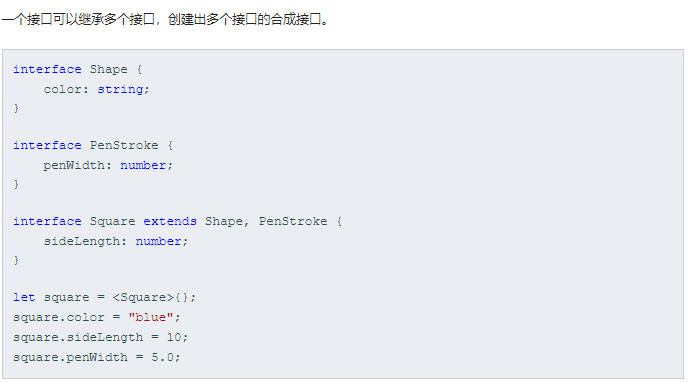 一个接口可以继承多个接口，创建出多个接口的合成接口。
interface Shape {
    color: string;
}
interface PenStroke {
    penWidth: number;
}
interface Square extends Shape, PenStroke {
    sideLength: number;
}
let square = <Square>{};
square.color = "blue";
square.sideLength = 10;
square.penWidth = 5.0;